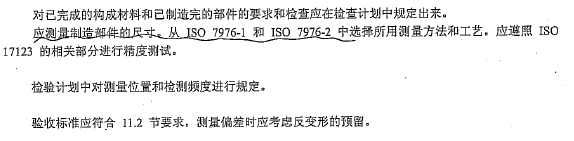 对已完成的构成材料和已制造完的部件的要求和检查应在检查计划中规定出来。
应测量制造部件的尺寸。从 ISO 7976-1 和 ISO 7976-2 中选择所用测量方法和工艺。应遵照 ISO
17123 的相关部分进行精度测试。
检验计划中对测量位置和检测频度进行规定。
验收标准应符合 11.2 节要求，测量偏差时应考虑反变形的预留。